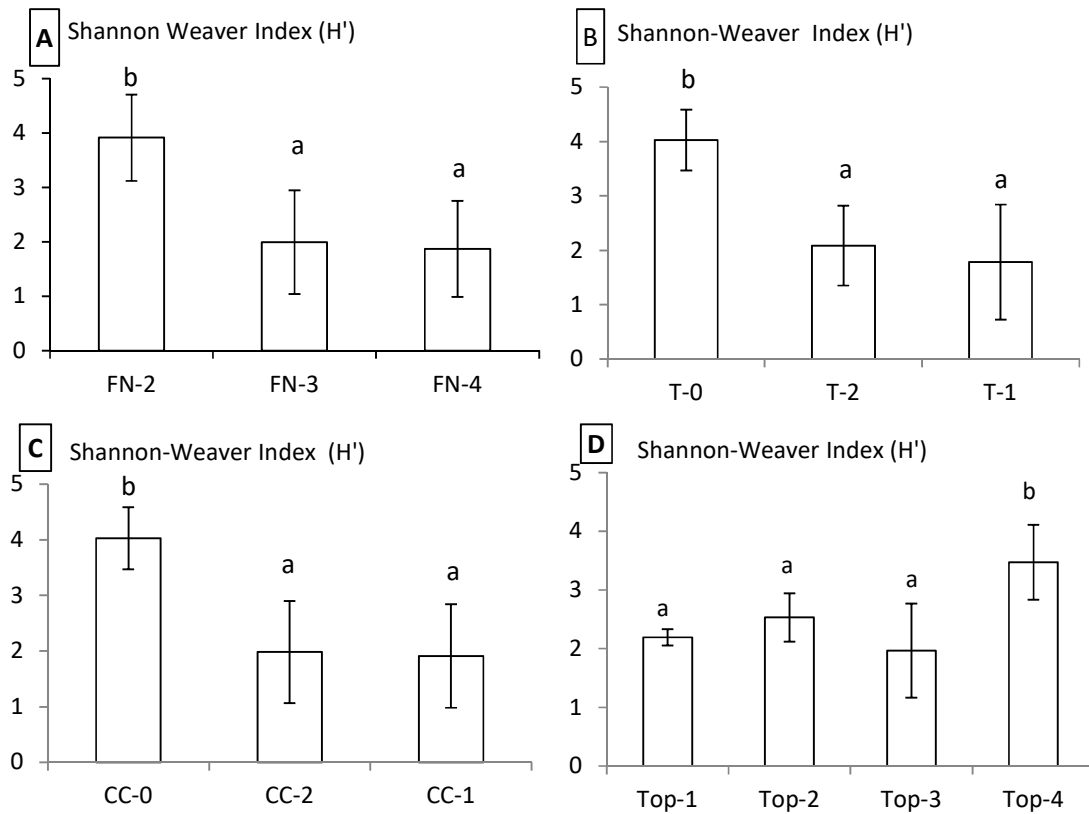 A Shannon Weaver Index (H')
5
4
3
2
1
0
b
a
a
FN-2 FN-3 FN-4
B Shannon-Weaver Index (H')
5
4
3
2
1
0
b
a
a
T-0 T-2 T-1
C Shannon-Weaver Index (H')
5
4
3
2
1
0
b
a
a
CC-0 CC-2 CC-1
D Shannon-Weaver Index (H')
5
4
3
2
1
0
a
a
a
b
Top-1 Top-2 Top-3 Top-4